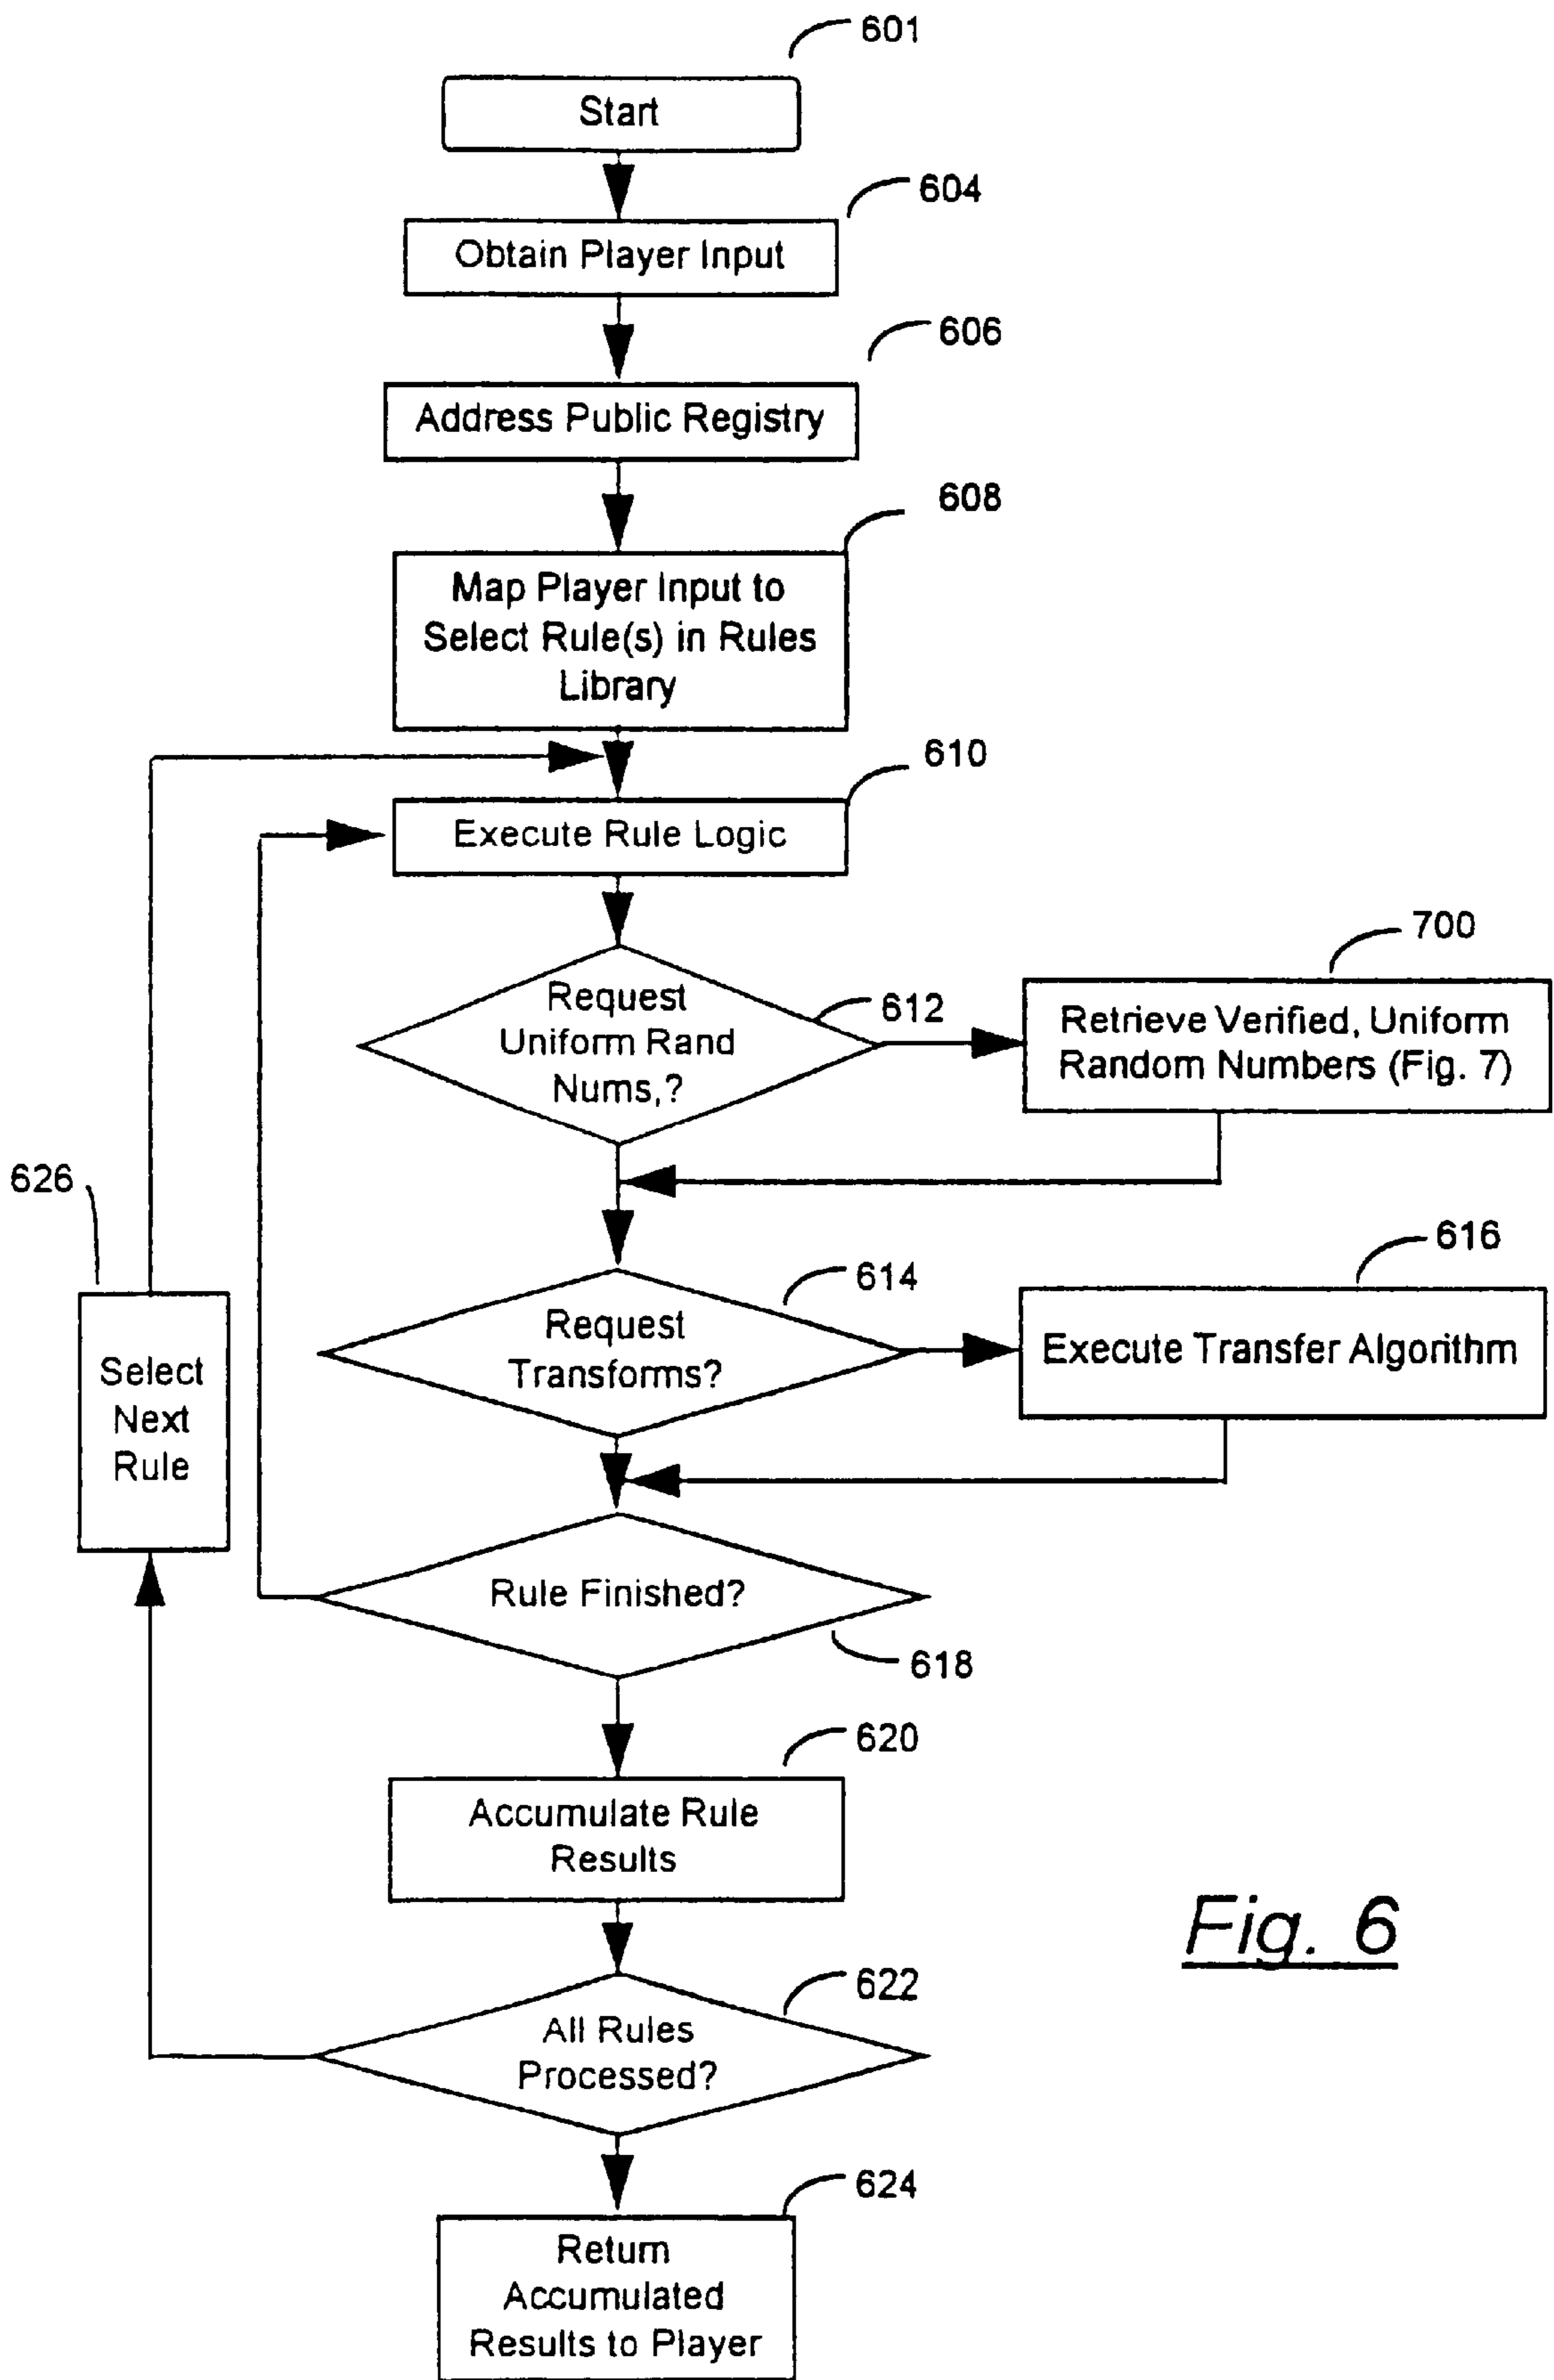 601
Start
604
Obtain Player Input
606
Address Public Registry
608
Map Player Input to
Select Rule(s) in Rules
Library
610
Execute Rule Logic
700
Request
Uniform Rand
Nums,?
612
Retrieve Verified, Uniform
Random Numbers (Fig. 7)
626
616
614
Request
Transforms?
Execute Transfer Algorithm
Select
Next
Rule
Rule Finished?
618
620
Accumulate Rule
Results
Fig. 6
622
All Rules
Processed?
624
Return
Accumulated
Results to Player